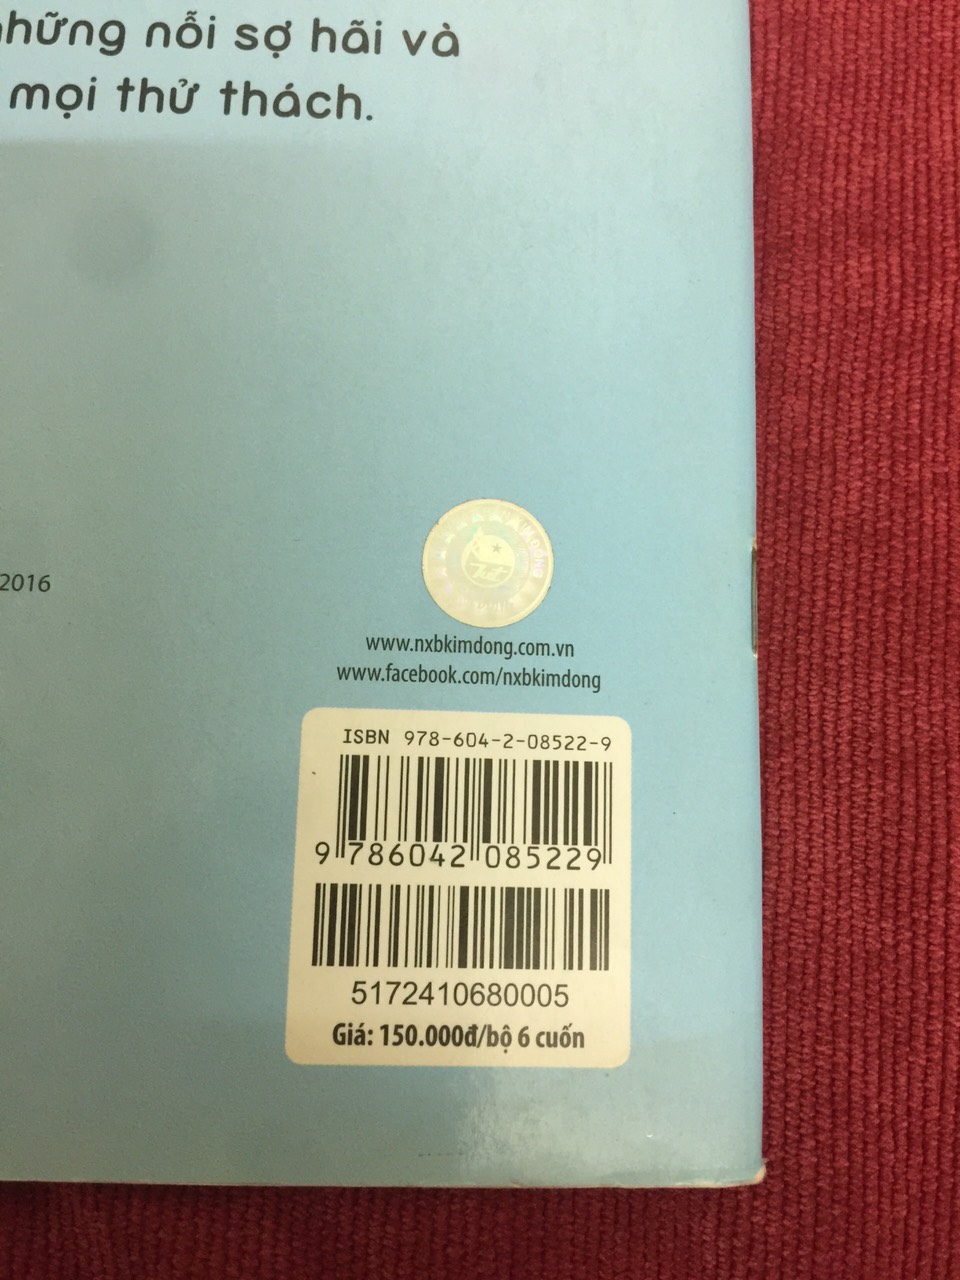 những nỗi sợ hãi và
mọi thử thách.
2016
www.nxbkimdong.com.vn
www.facebook.com/nxbkimdong
ISBN 978-604-2-08522-9
9 786042 085229
5172410680005
Giá: 150.000đ/bộ 6 cuốn